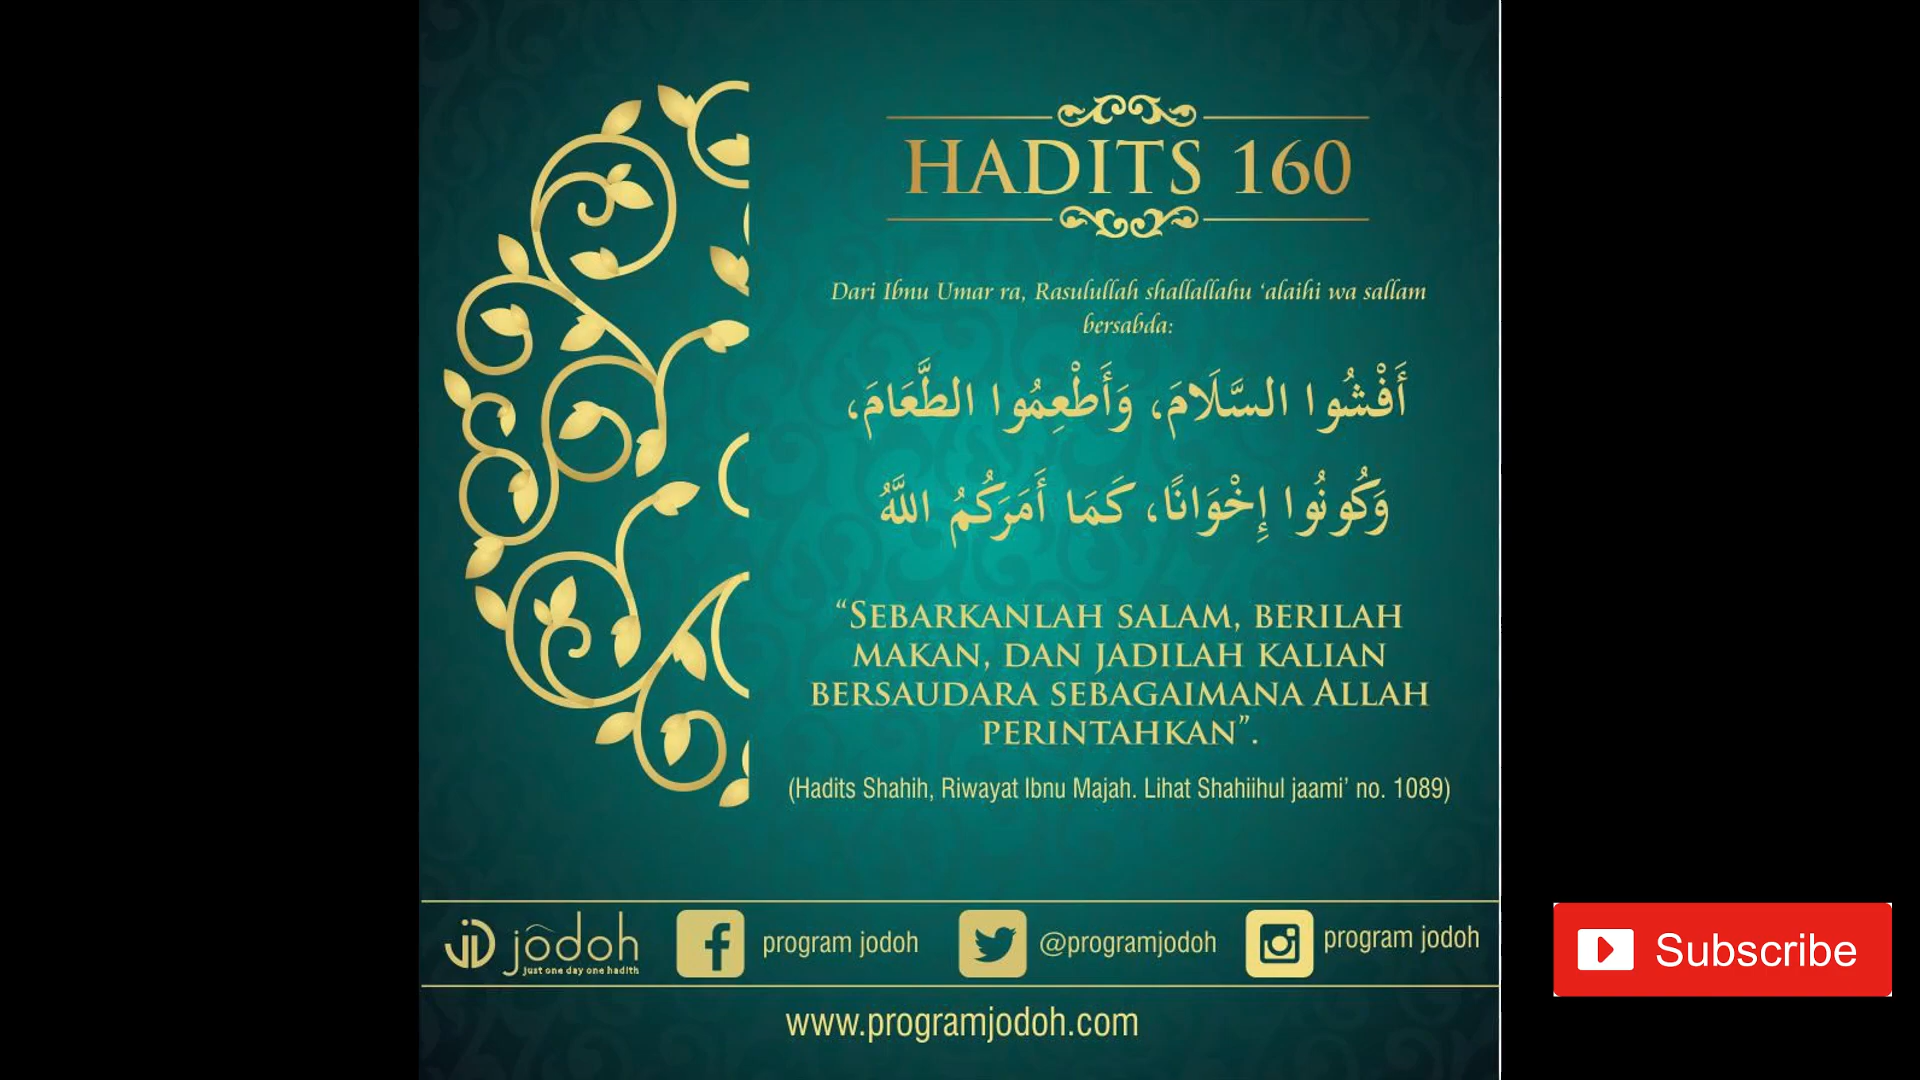 HADITS 160
Dari Ibnu Umar ra, Rasulullah shallallahu ‘alaihi wa sallam
bersabda:
أَفْشُوا السَّلَامَ، وَأَطْعِمُوا الطَّعَامَ،
وَكُونُوا إِخْوَانًا، كَمَا أَمَرَكُمُ اللَّهُ
“SEBARKANLAH SALAM, BERILAH
MAKAN, DAN JADILAH KALIAN
BERSAUDARA SEBAGAIMANA ALLAH
PERINTAHKAN”.
(Hadits Shahih, Riwayat Ibnu Majah. Lihat Shahiihul jaami’ no. 1089)
jôdoh
just one day one hadith
program jodoh
@programjodoh
program jodoh
Subscribe
www.programjodoh.com